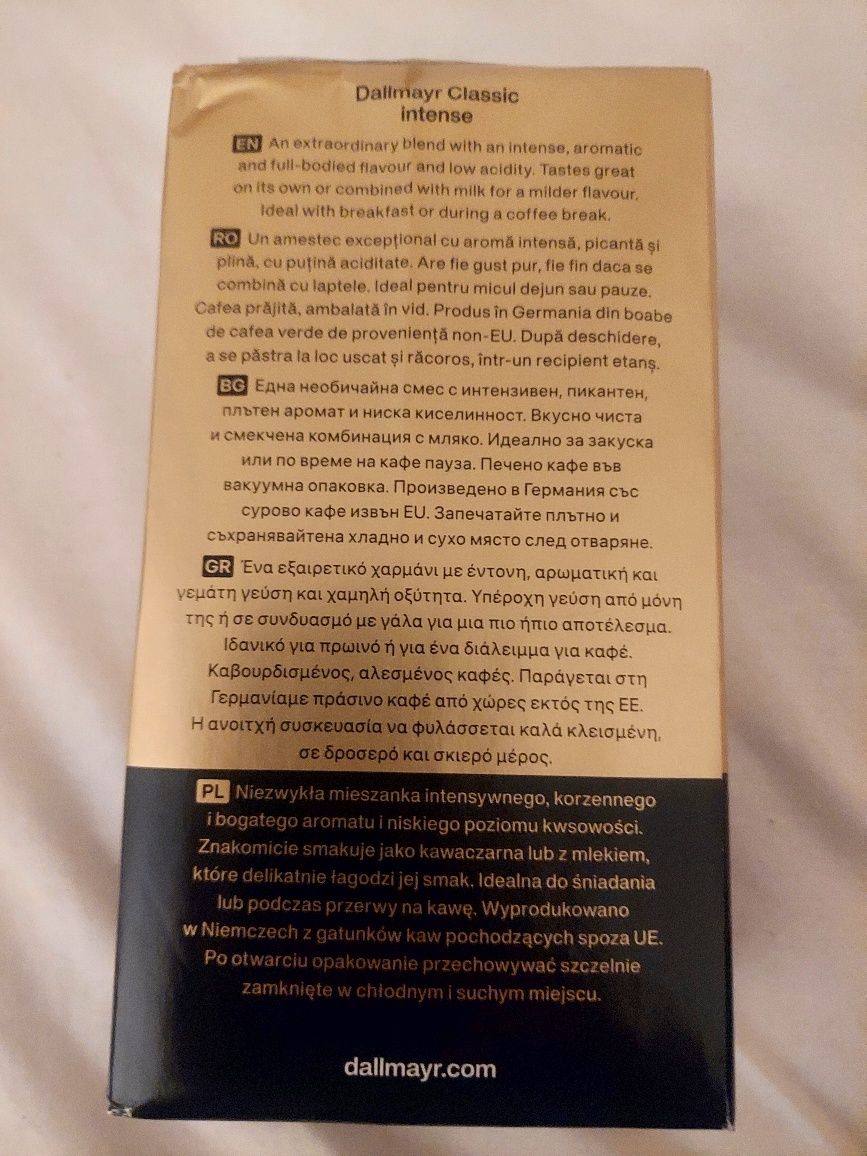 Dallmayr Classic
intense
EN An extraordinary blend with an intense, aromatic
and full-bodied flavour and low acidity. Tastes great
on its own or combined with milk for a milder flavour.
Ideal with breakfast or during a coffee break.
RO Un amestec excepțional cu aromă intensă, picantă și
plină, cu puțină aciditate. Are fie gust pur, fie fin daca se
combină cu laptele. Ideal pentru micul dejun sau pauze.
Cafea prăjită, ambalată în vid. Produs în Germania din boabe
de cafea verde de proveniență non-EU. După deschidere,
a se păstra la loc uscat și răcoros, într-un recipient etanș.
BG Една необичайна смес с интензивен, пикантен,
плътен аромат и ниска киселинност. Вкусно чиста
и смекчена комбинация с мляко. Идеално за закуска
или по време на кафе пауза. Печено кафе във
вакуумна опаковка. Произведено в Германия със
сурово кафе извън EU. Запечатайте плътно и
съхранявайтена хладно и сухо място след отваряне.
GR Ένα εξαιρετικό χαρμάνι με έντονη, αρωματική και
γεμάτη γεύση και χαμηλή οξύτητα. Υπέροχη γεύση από μόνη
της ή σε συνδυασμό με γάλα για μια πιο ήπιο αποτέλεσμα.
Ιδανικό για πρωινό ή για ένα διάλειμμα για καφέ.
Καβουρδισμένος, αλεσμένος καφές. Παράγεται στη
Γερμανίαμε πράσινο καφέ από χώρες εκτός της ΕΕ.
Η ανοιτχή συσκευασία να φυλάσσεται καλά κλεισμένη,
σε δροσερό και σκιερό μέρος.
PL Niezwykła mieszanka intensywnego, korzennego
i bogatego aromatu i niskiego poziomu kwsowości.
Znakomicie smakuje jako kawaczarna lub z mlekiem,
które delikatnie łagodzi jej smak. Idealna do śniadania
lub podczas przerwy na kawę. Wyprodukowano
w Niemczech z gatunków kaw pochodzących spoza UE.
Po otwarciu opakowanie przechowywać szczelnie
zamknięte w chłodnym i suchym miejscu.
dallmayr.com